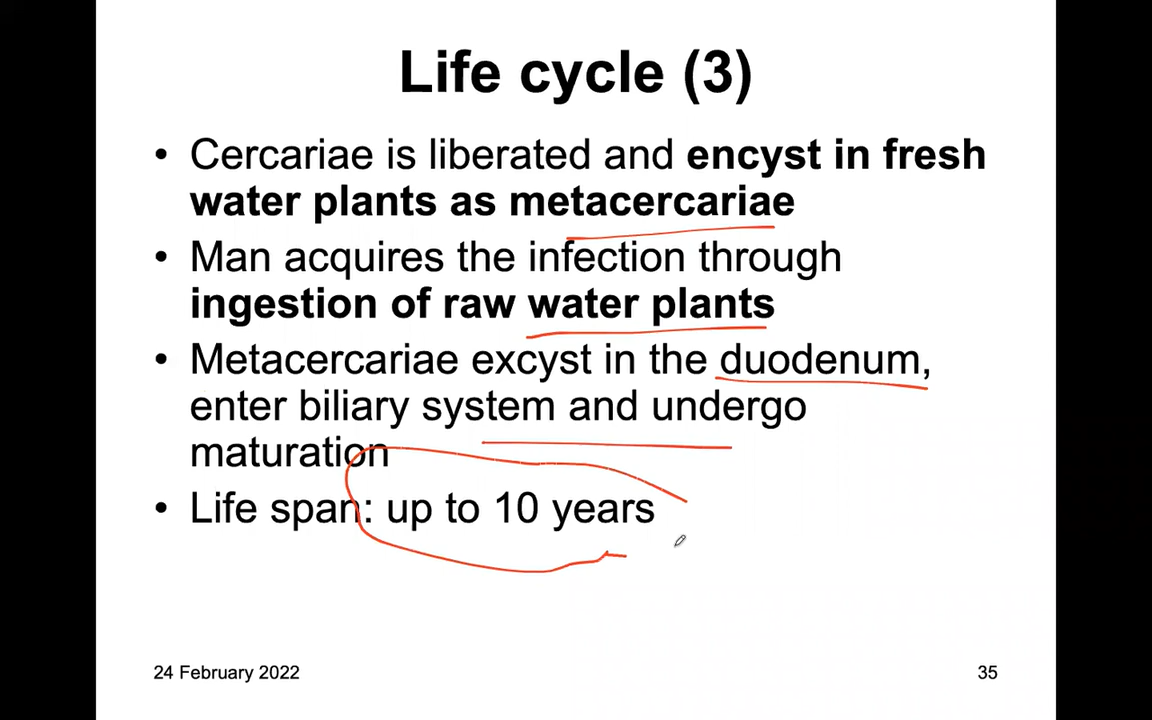 Life cycle (3)
• Cercariae is liberated and encyst in fresh
water plants as metacercariae
• Man acquires the infection through
ingestion of raw water plants
• Metacercariae excyst in the duodenum,
enter biliary system and undergo
maturation
• Life span: up to 10 years
24 February 2022
35